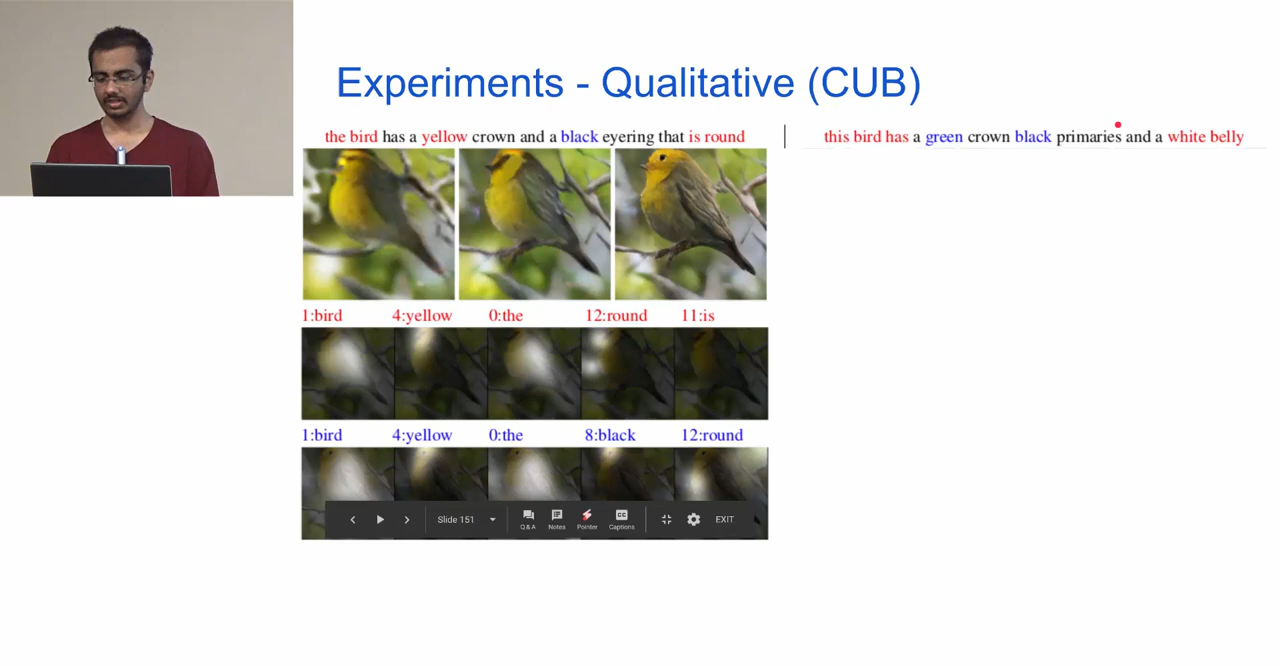 Experiments - Qualitative (CUB)
the bird has a yellow crown and a black eyering that is round
this bird has a green crown black primaries and a white belly
1:bird 4:yellow 0:the 12:round 11:is
1:bird 4:yellow 0:the 8:black 12:round
Slide 151
Q & A Notes Pointer Captions
CC
EXIT